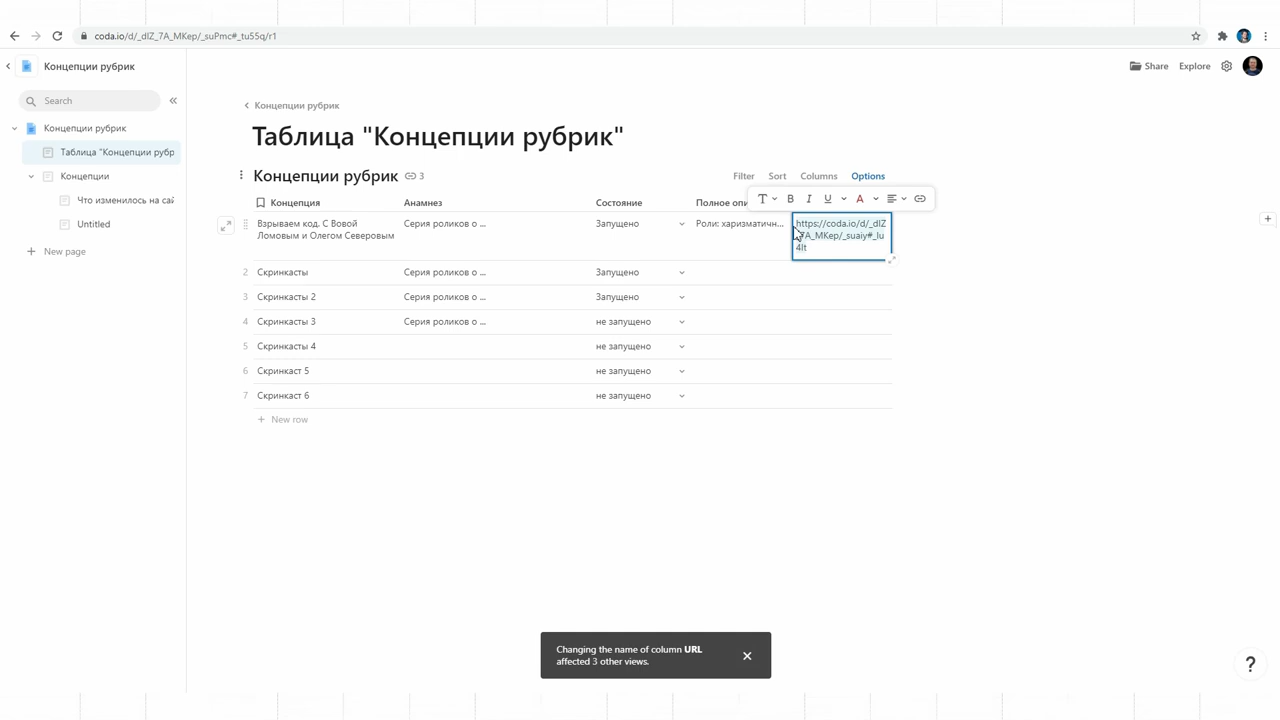 coda.io/d/_dIZ_7A_MKep/_suPmc#_tu55q/r1
Концепции рубрик
Share
Explore
Search
Концепции рубрик
Таблица "Концепции рубр
Концепции
Что изменилось на сай
Untitled
New page
Концепции рубрик
Таблица "Концепции рубрик"
Концепции рубрик 3
Filter Sort Columns Options
Концепция Анамнез Состояние Полное опи
Взрываем код. С Вовой
Ломовым и Олегом Северовым
Серия роликов о ...
Запущено
Роли: харизматичн...
https://coda.io/d/_dIZ
_7A_MKep/_suaiy#_lu
4lt
2 Скринкасты Серия роликов о ... Запущено
3 Скринкасты 2 Серия роликов о ... Запущено
4 Скринкасты 3 Серия роликов о ... не запущено
5 Скринкасты 4 не запущено
6 Скринкаст 5 не запущено
7 Скринкаст 6 не запущено
New row
Changing the name of column URL
affected 3 other views.